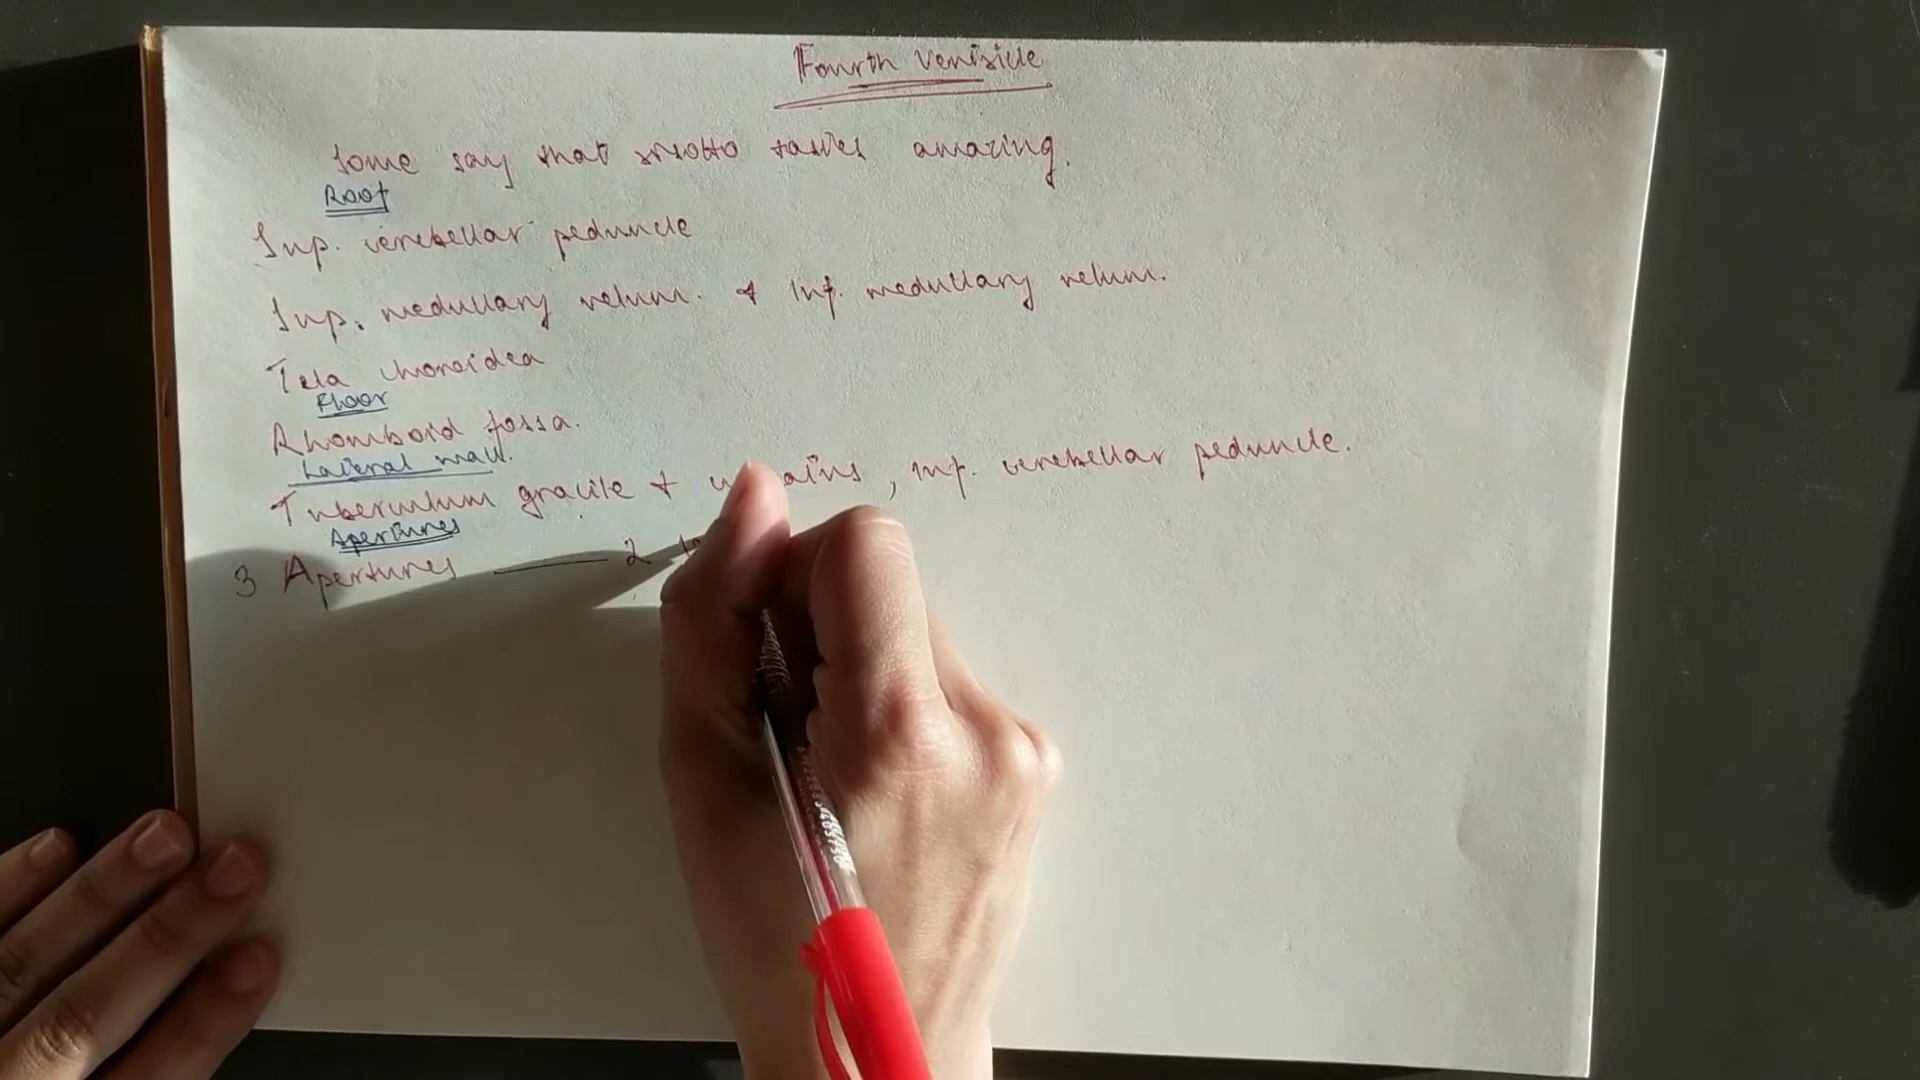 Fourth Ventricle
Some say that risotto tastes amazing.
Roof
Sup. cerebellar peduncle
Sup. medullary velum. & Inf. medullary velum.
Tela choroidea
Floor
Rhomboid fossa.
Lateral wall.
Tuberculum gracile + , inf. cerebellar peduncle.
Apertures
3 Apertures — 2